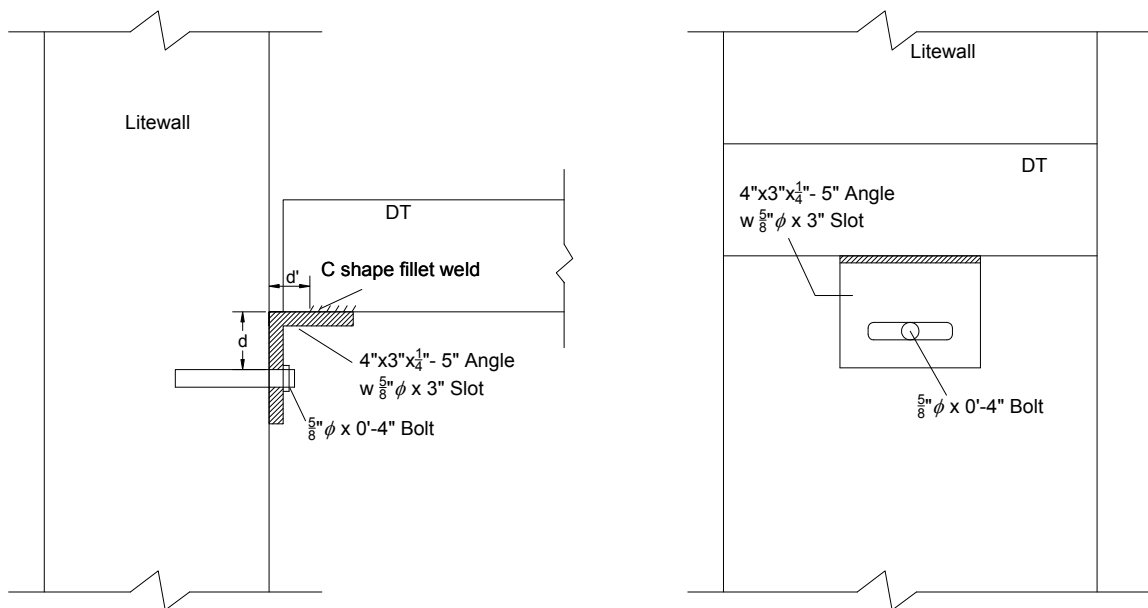 Litewall
DT
d'
C shape fillet weld
d
4"x3"x1/4"- 5" Angle
w 5/8"ϕ x 3" Slot
5/8"ϕ x 0'-4" Bolt
Litewall
DT
4"x3"x1/4"- 5" Angle
w 5/8"ϕ x 3" Slot
5/8"ϕ x 0'-4" Bolt